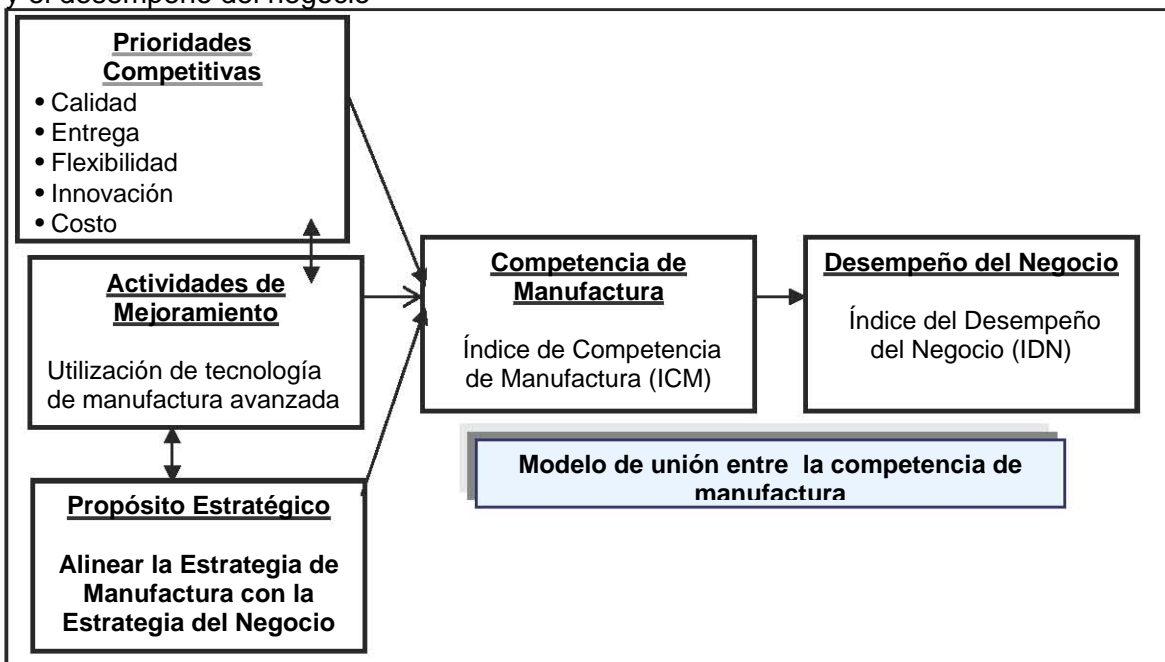 y el desempeño del negocio
Prioridades
Competitivas
• Calidad
• Entrega
• Flexibilidad
• Innovación
• Costo
Actividades de
Mejoramiento
Utilización de tecnología
de manufactura avanzada
Propósito Estratégico
Alinear la Estrategia de
Manufactura con la
Estrategia del Negocio
Competencia de
Manufactura
Índice de Competencia
de Manufactura (ICM)
Desempeño del Negocio
Índice del Desempeño
del Negocio (IDN)
Modelo de unión entre la competencia de
manufactura